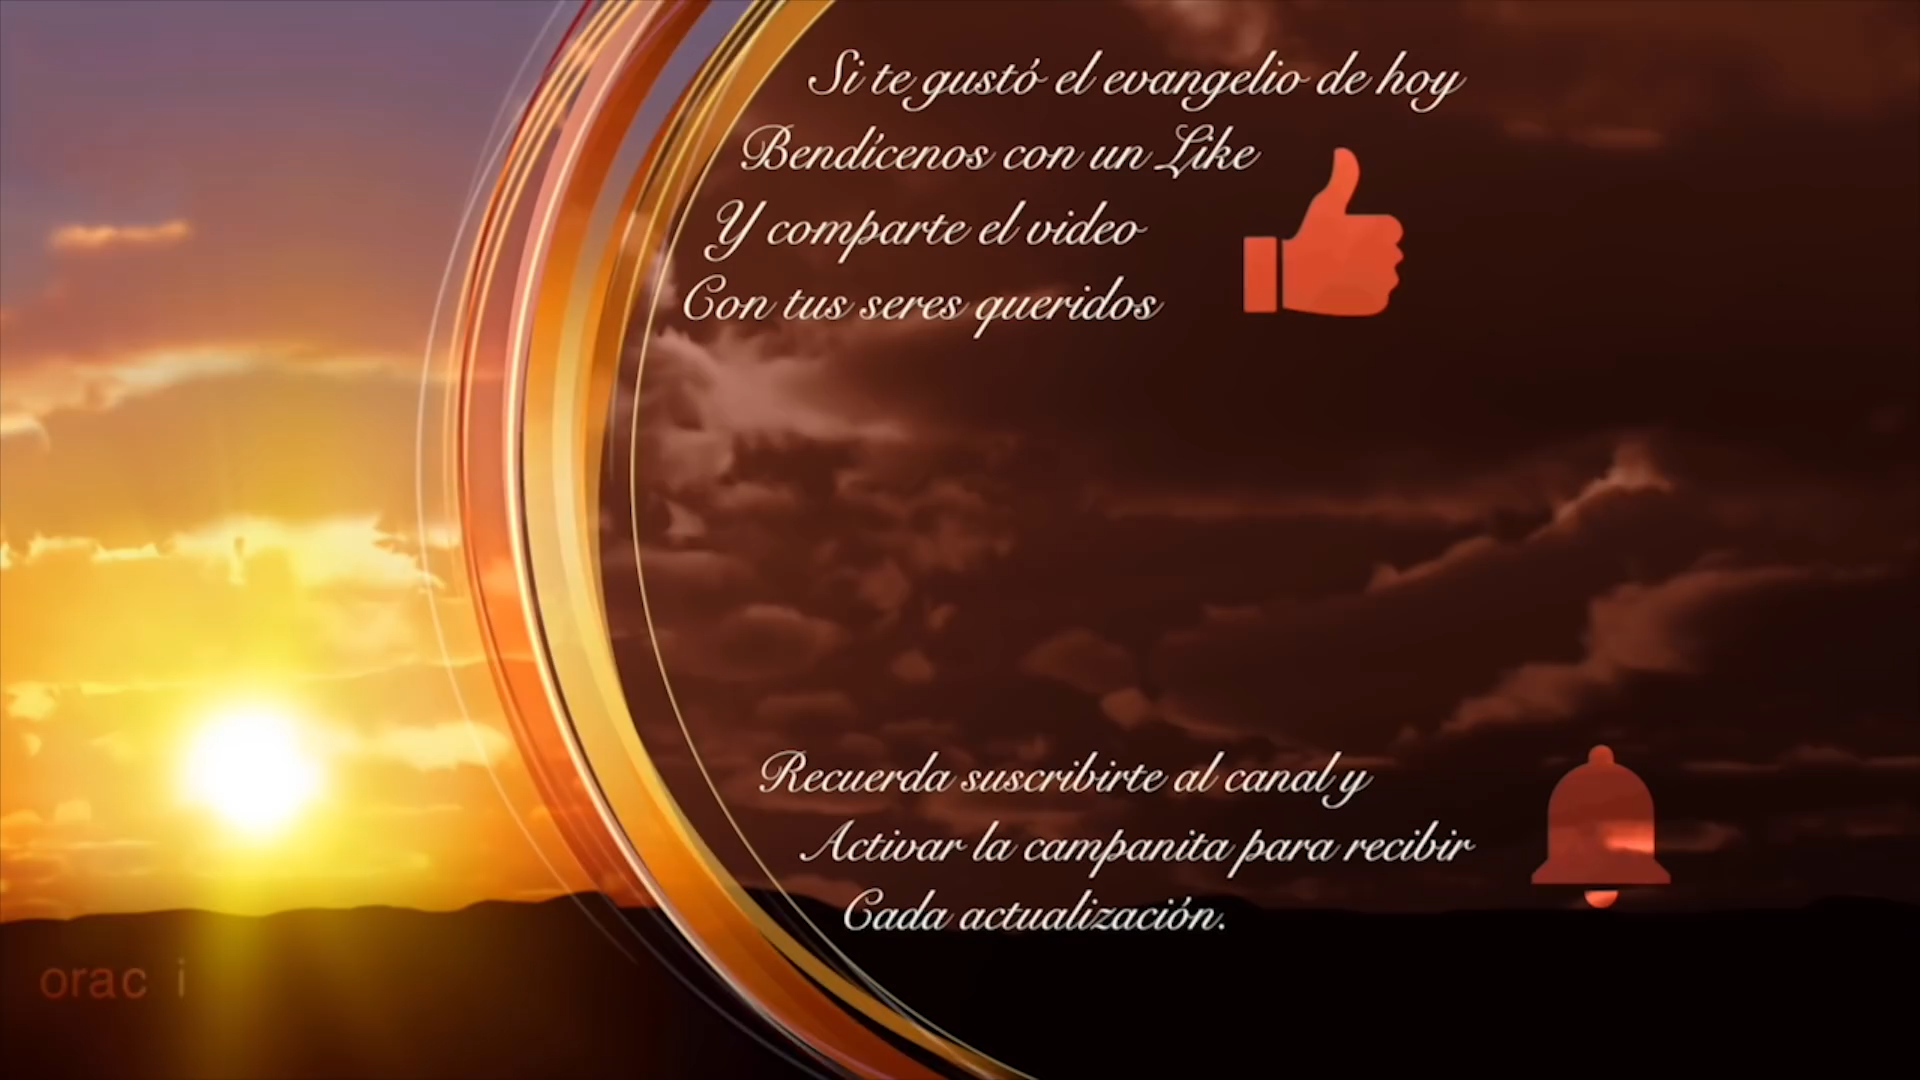 Si te gustó el evangelio de hoy
Bendícenos con un Like
Y comparte el video
Con tus seres queridos
Recuerda suscribirte al canal y
Activar la campanita para recibir
Cada actualización.
orac i